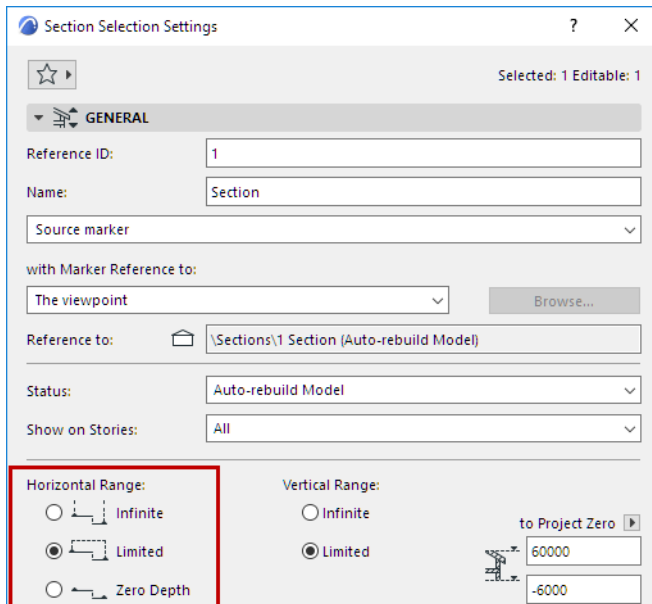 Section Selection Settings
?
Selected: 1 Editable: 1
GENERAL
Reference ID:
1
Name:
Section
Source marker
with Marker Reference to:
The viewpoint
Browse...
Reference to:
\Sections\1 Section (Auto-rebuild Model)
Status:
Auto-rebuild Model
Show on Stories:
All
Horizontal Range:
Vertical Range:
Infinite
Infinite
to Project Zero
Limited
Limited
60000
Zero Depth
-6000